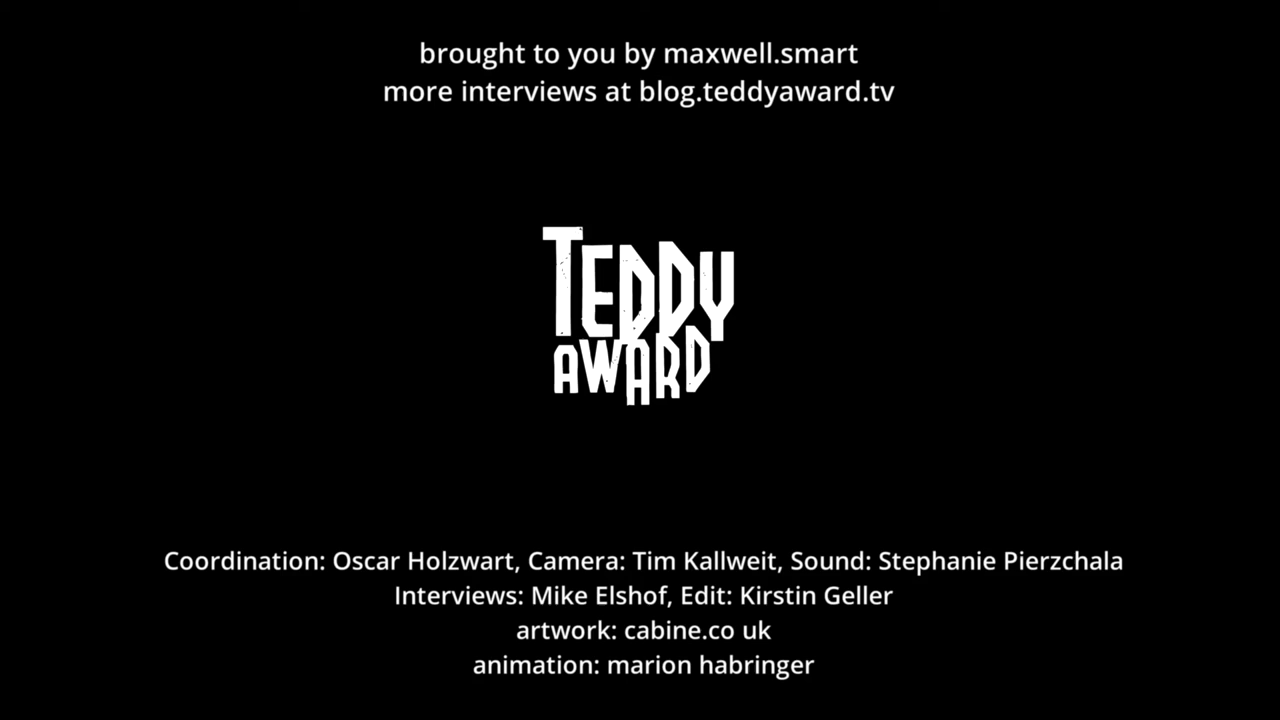 brought to you by maxwell.smart
more interviews at blog.teddyaward.tv
TEDDY
AWARD
Coordination: Oscar Holzwart, Camera: Tim Kallweit, Sound: Stephanie Pierzchala
Interviews: Mike Elshof, Edit: Kirstin Geller
artwork: cabine.co uk
animation: marion habringer